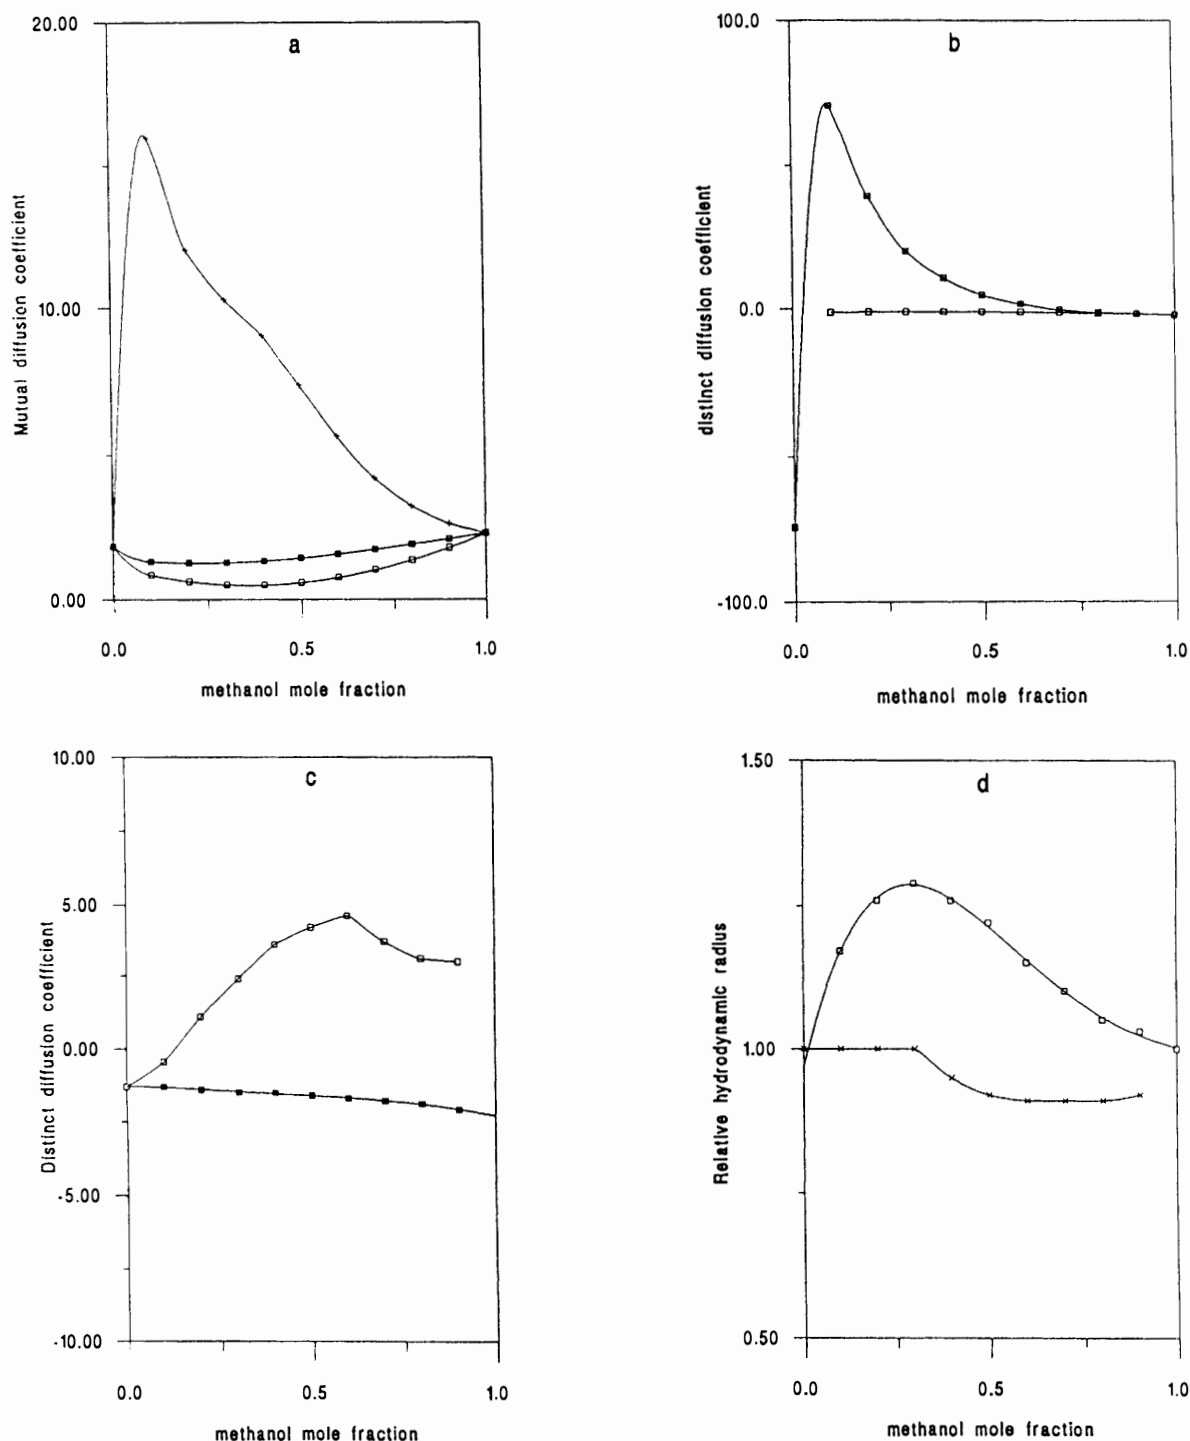 a
20.00
10.00
0.00
Mutual diffusion coefficient
0.0 0.5 1.0
methanol mole fraction
b
100.0
0.0
-100.0
distinct diffusion coefficient
0.0 0.5 1.0
methanol mole fraction
c
10.00
5.00
0.00
-5.00
-10.00
Distinct diffusion coefficient
0.0 0.5 1.0
methanol mole fraction
d
1.50
1.00
0.50
Relative hydrodynamic radius
0.0 0.5 1.0
methanol mole fraction